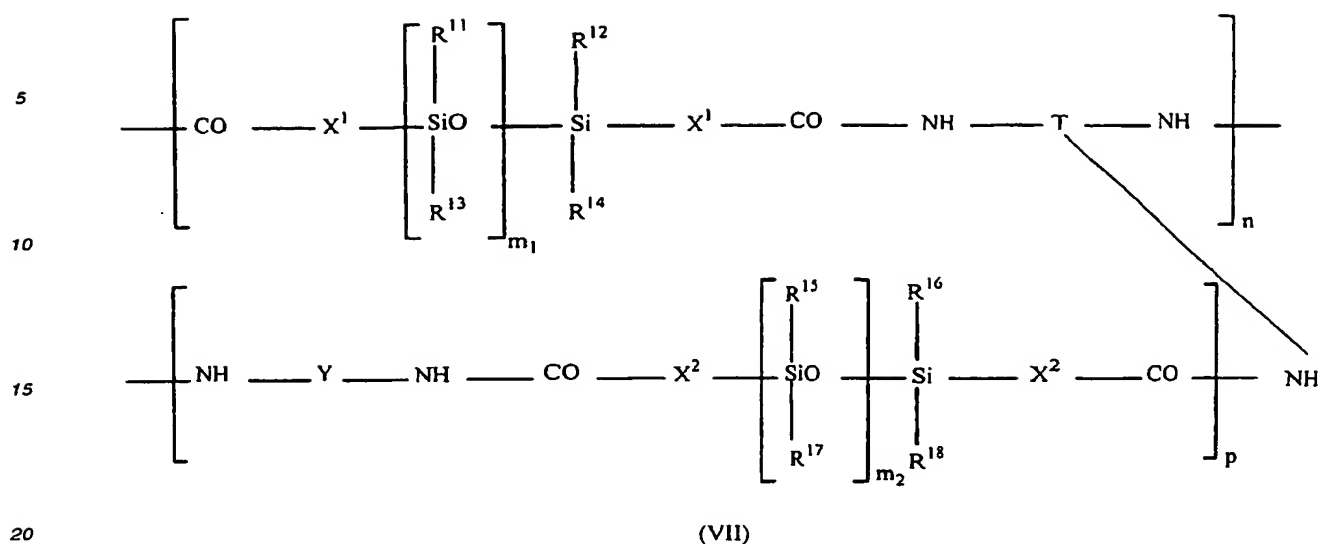 R¹¹ R¹²
5
CO X¹ SiO Si X¹ CO NH T NH
R¹³ R¹⁴
m₁ n
10
R¹⁵ R¹⁶
NH Y NH CO X² SiO Si X² CO NH
15
R¹⁷ R¹⁸
m₂ p
20 (VII)